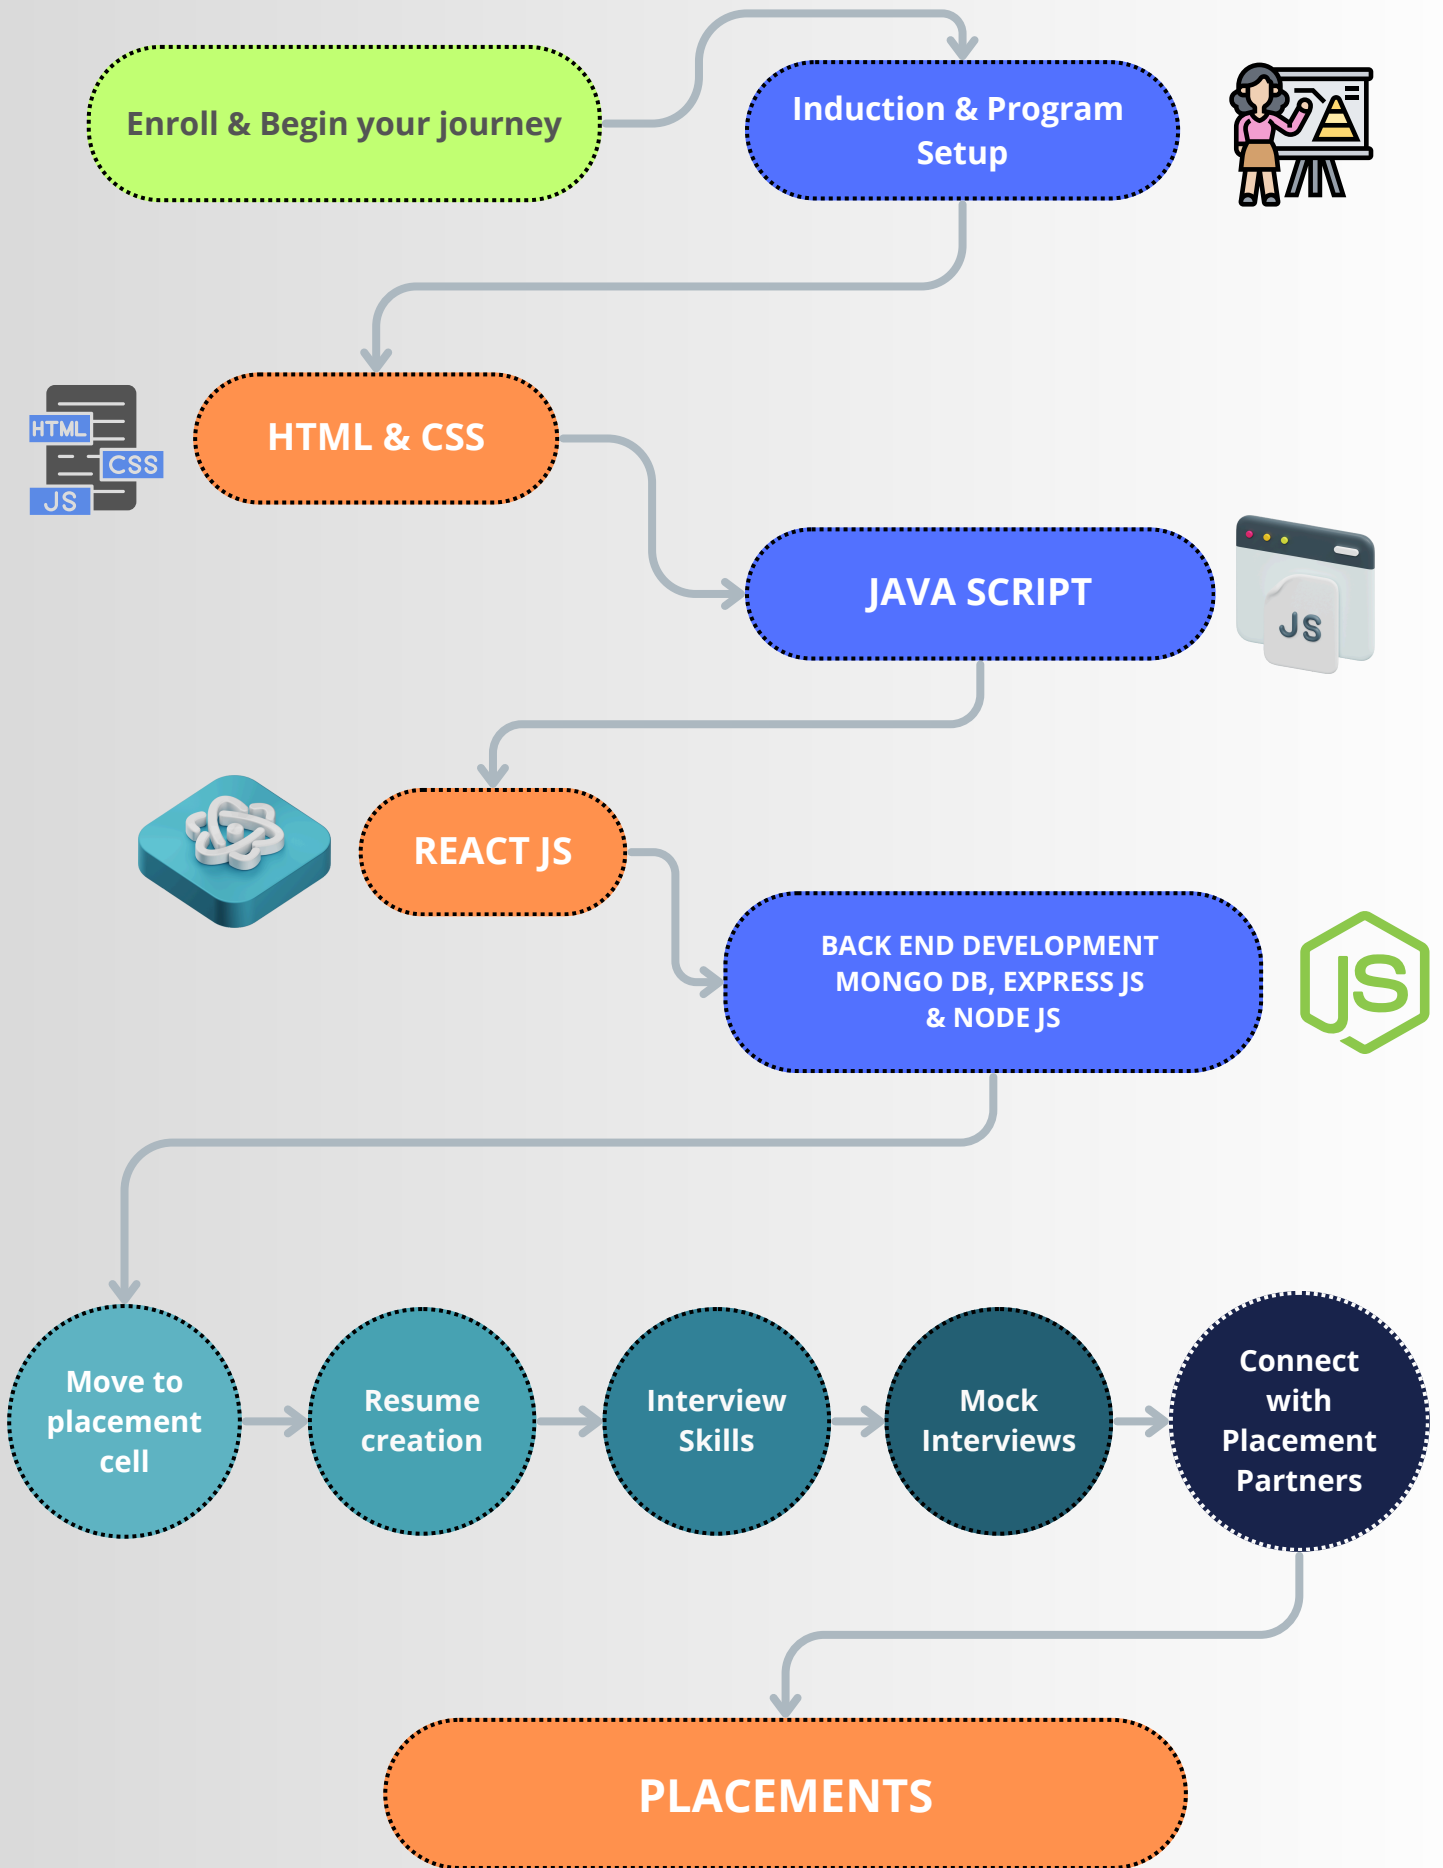 Enroll & Begin your journey
Induction & Program
Setup
HTML & CSS
HTML
CSS
JS
JAVA SCRIPT
JS
REACT JS
BACK END DEVELOPMENT
MONGO DB, EXPRESS JS
& NODE JS
JS
Move to
placement
cell
Resume
creation
Interview
Skills
Mock
Interviews
Connect
with
Placement
Partners
PLACEMENTS